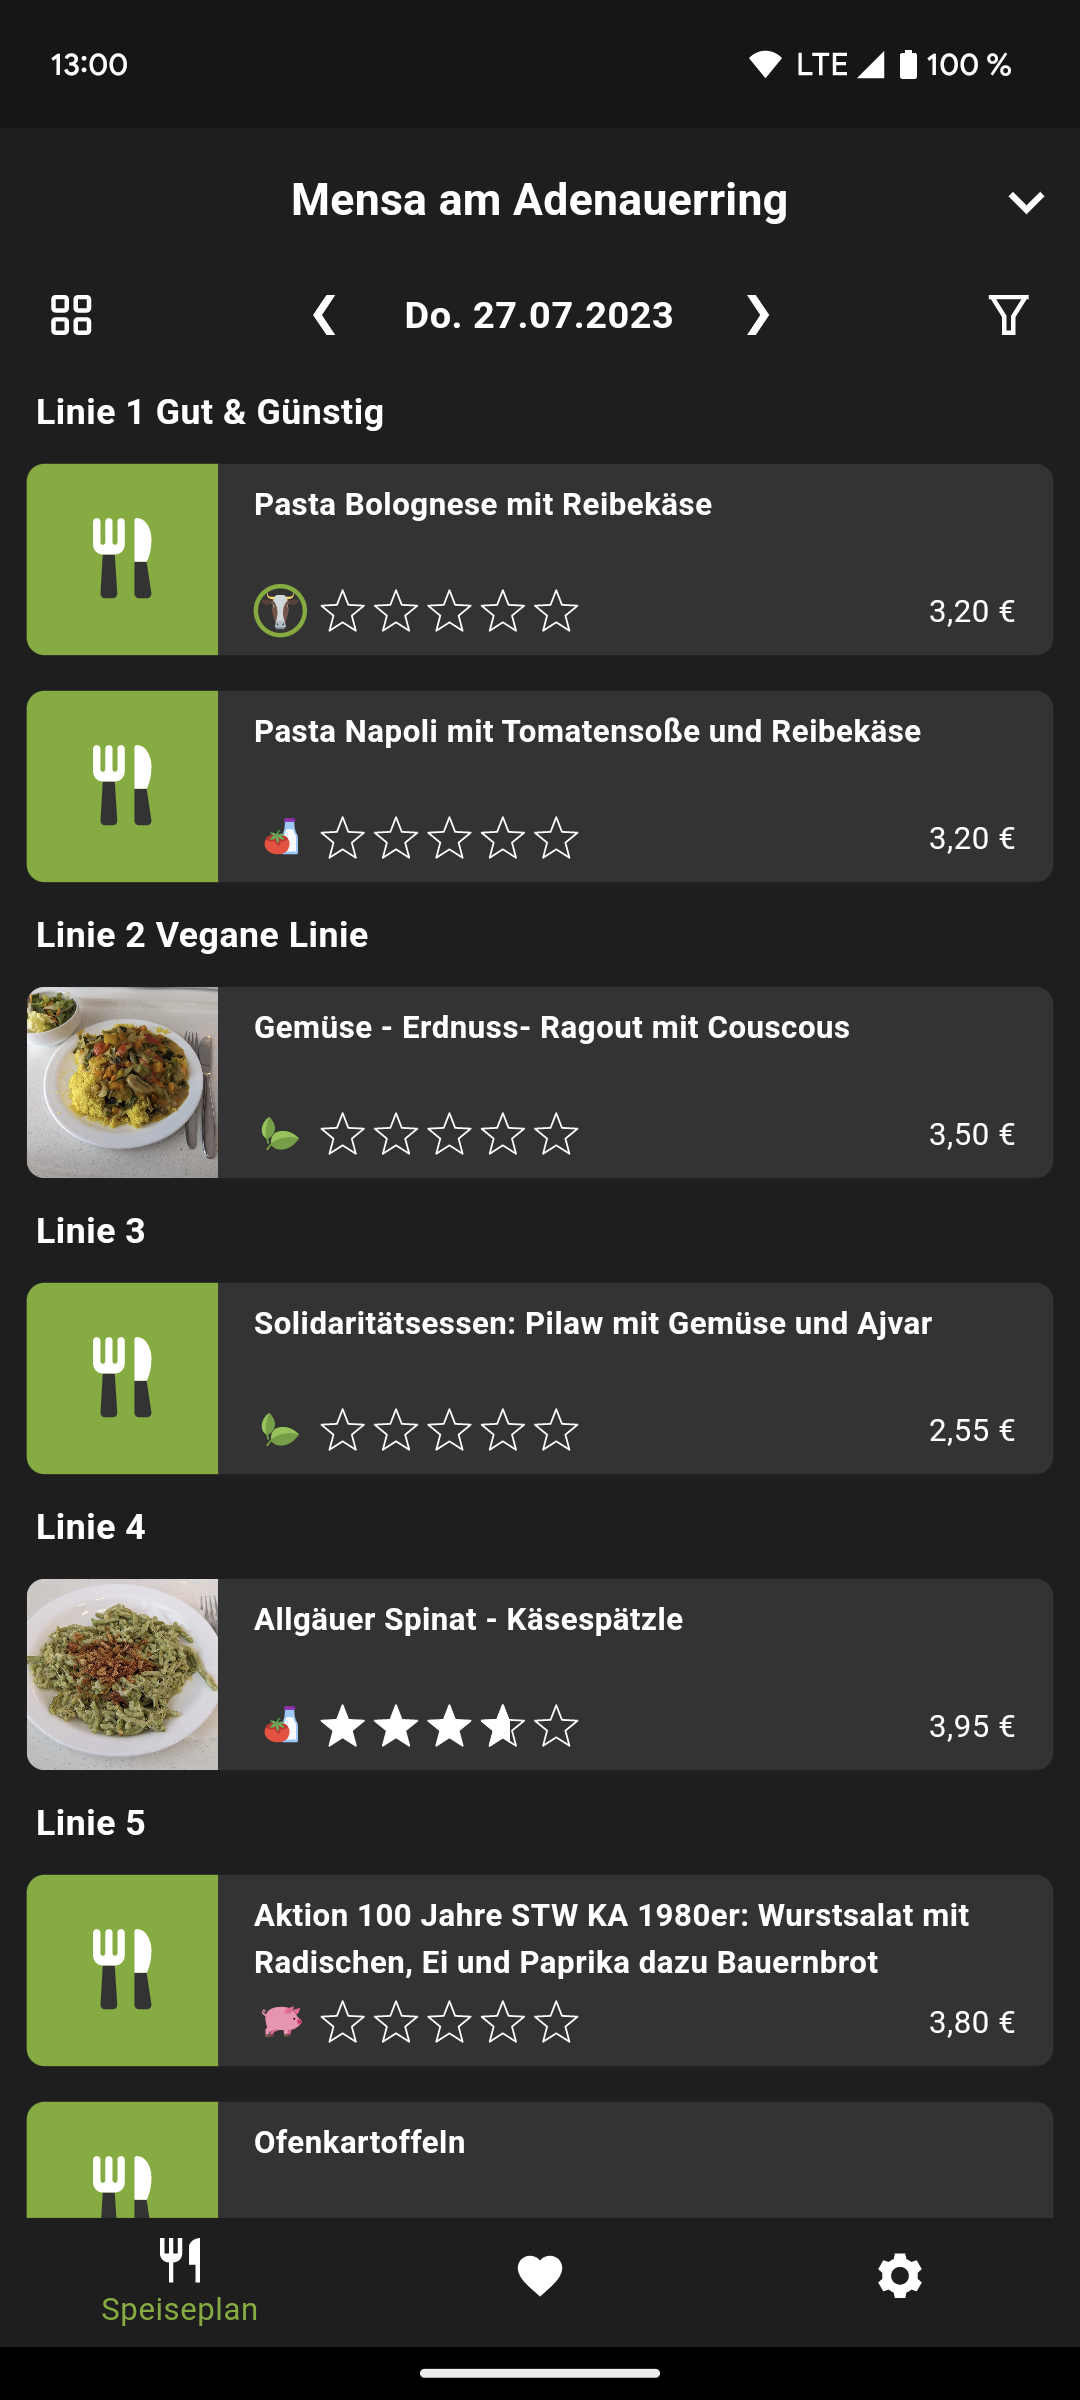 13:00
LTE 100 %
Mensa am Adenauerring
Do. 27.07.2023
Linie 1 Gut & Günstig
Pasta Bolognese mit Reibekäse
3,20 €
Pasta Napoli mit Tomatensoße und Reibekäse
3,20 €
Linie 2 Vegane Linie
Gemüse - Erdnuss- Ragout mit Couscous
3,50 €
Linie 3
Solidaritätsessen: Pilaw mit Gemüse und Ajvar
2,55 €
Linie 4
Allgäuer Spinat - Käsespätzle
3,95 €
Linie 5
Aktion 100 Jahre STW KA 1980er: Wurstsalat mit
Radischen, Ei und Paprika dazu Bauernbrot
3,80 €
Ofenkartoffeln
Speiseplan